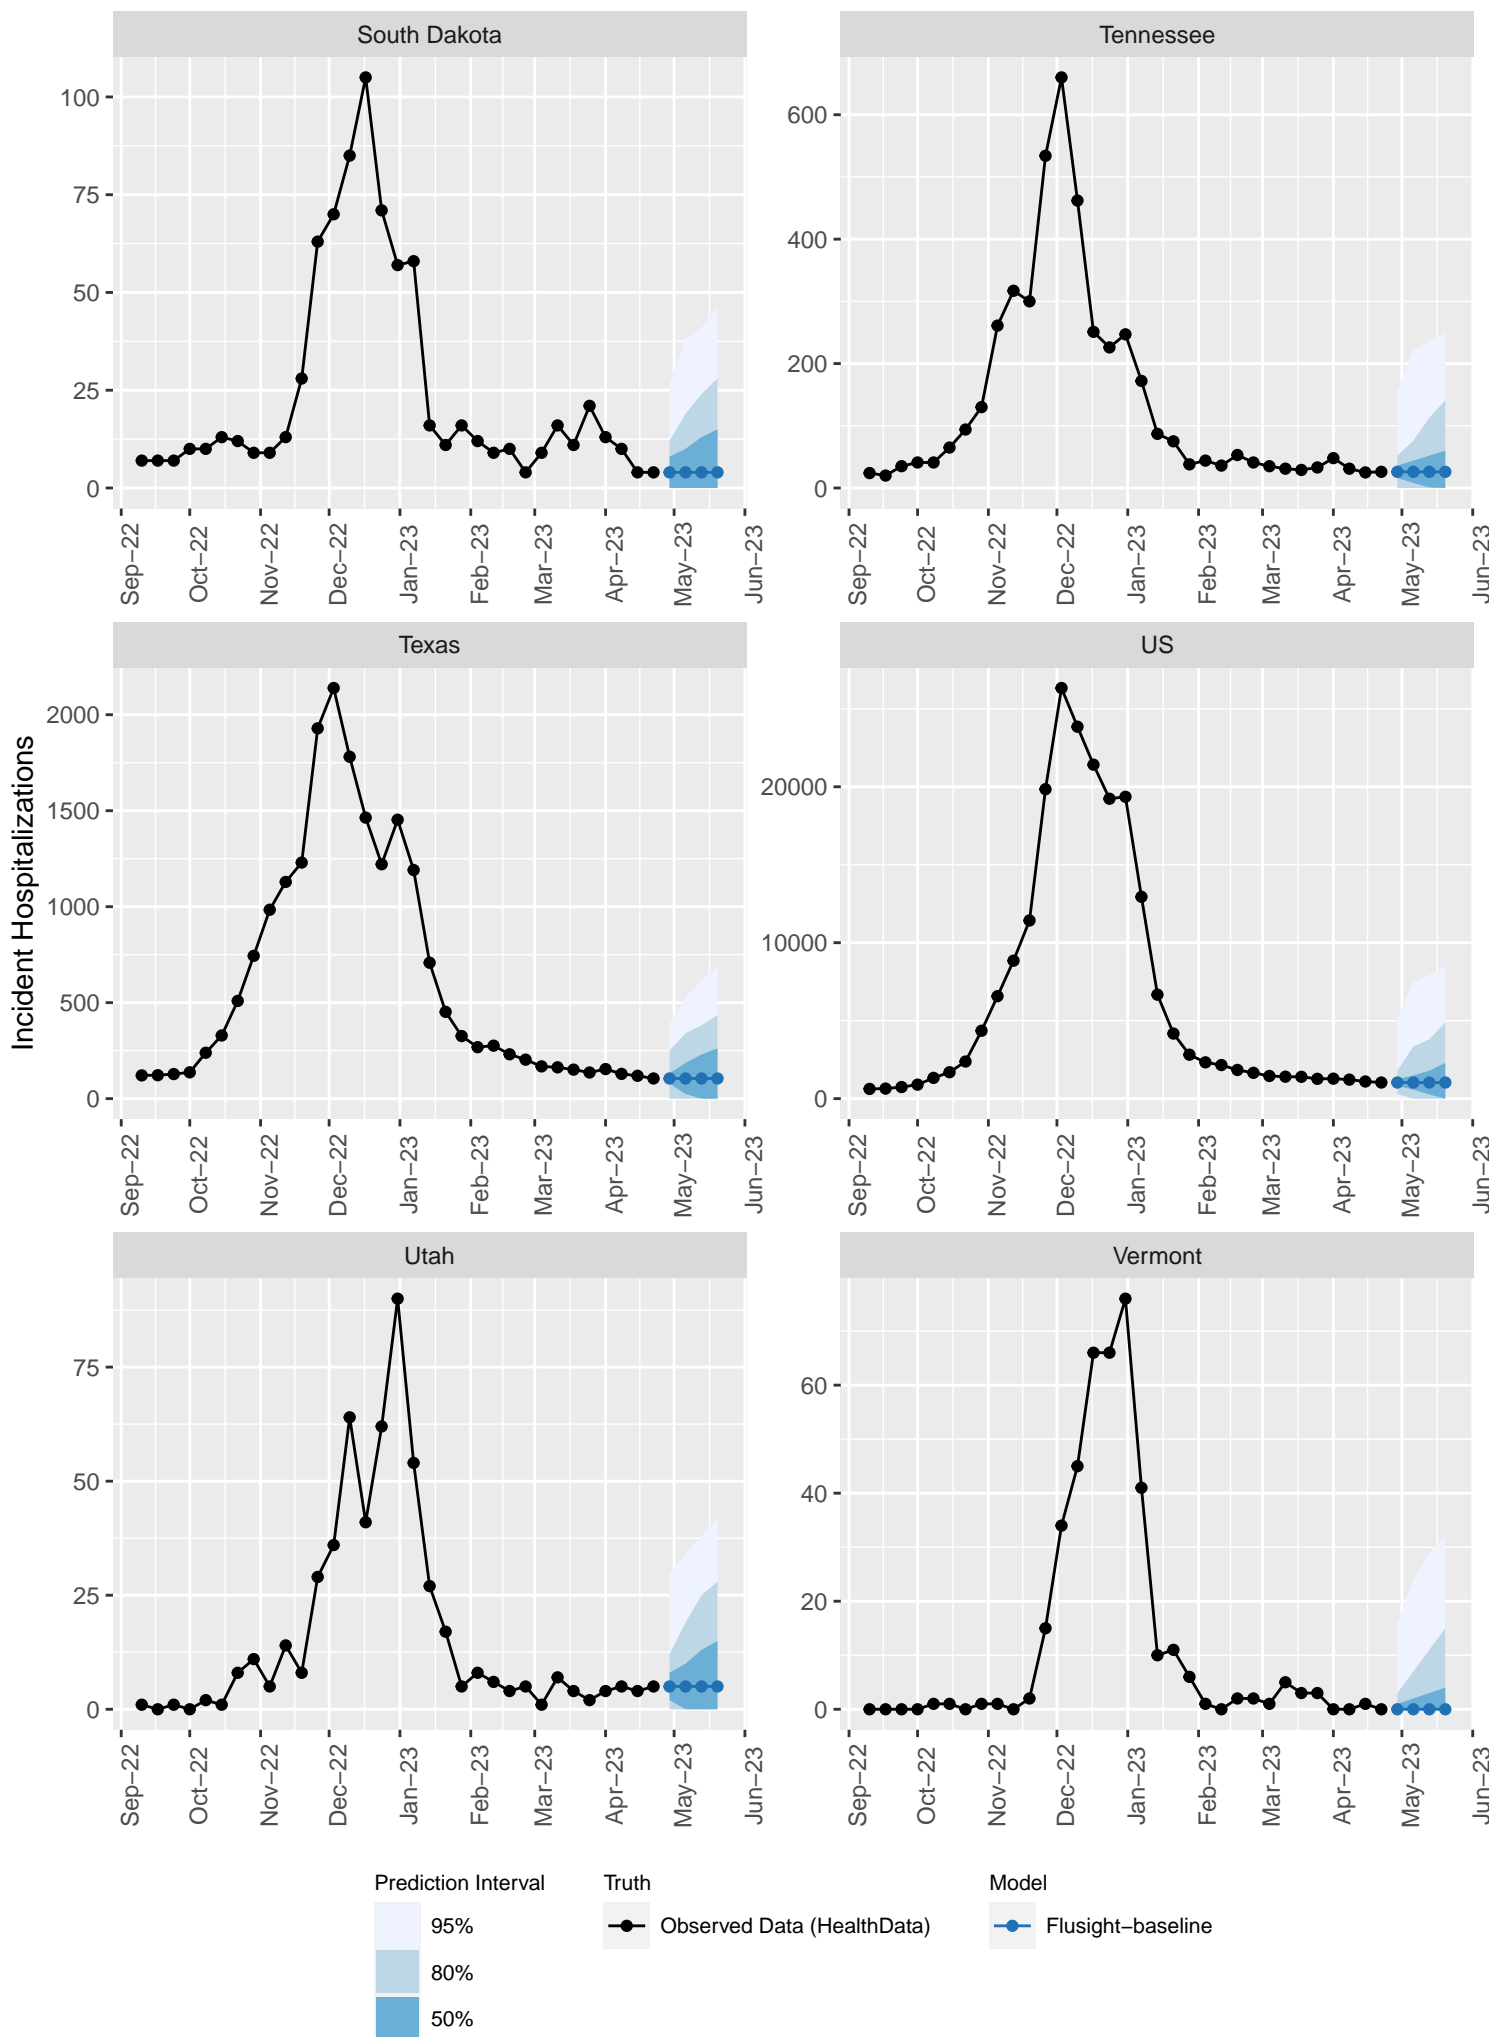 South Dakota
Tennessee
100
75
50
25
0
600
400
200
0
Sep−22
Oct−22
Nov−22
Dec−22
Jan−23
Feb−23
Mar−23
Apr−23
May−23
Jun−23
Sep−22
Oct−22
Nov−22
Dec−22
Jan−23
Feb−23
Mar−23
Apr−23
May−23
Jun−23
Incident Hospitalizations
Texas
US
2000
1500
1000
500
0
20000
10000
0
Sep−22
Oct−22
Nov−22
Dec−22
Jan−23
Feb−23
Mar−23
Apr−23
May−23
Jun−23
Sep−22
Oct−22
Nov−22
Dec−22
Jan−23
Feb−23
Mar−23
Apr−23
May−23
Jun−23
Utah
Vermont
75
50
25
0
60
40
20
0
Sep−22
Oct−22
Nov−22
Dec−22
Jan−23
Feb−23
Mar−23
Apr−23
May−23
Jun−23
Sep−22
Oct−22
Nov−22
Dec−22
Jan−23
Feb−23
Mar−23
Apr−23
May−23
Jun−23
Prediction Interval
95%
80%
50%
Truth
Observed Data (HealthData)
Model
Flusight−baseline